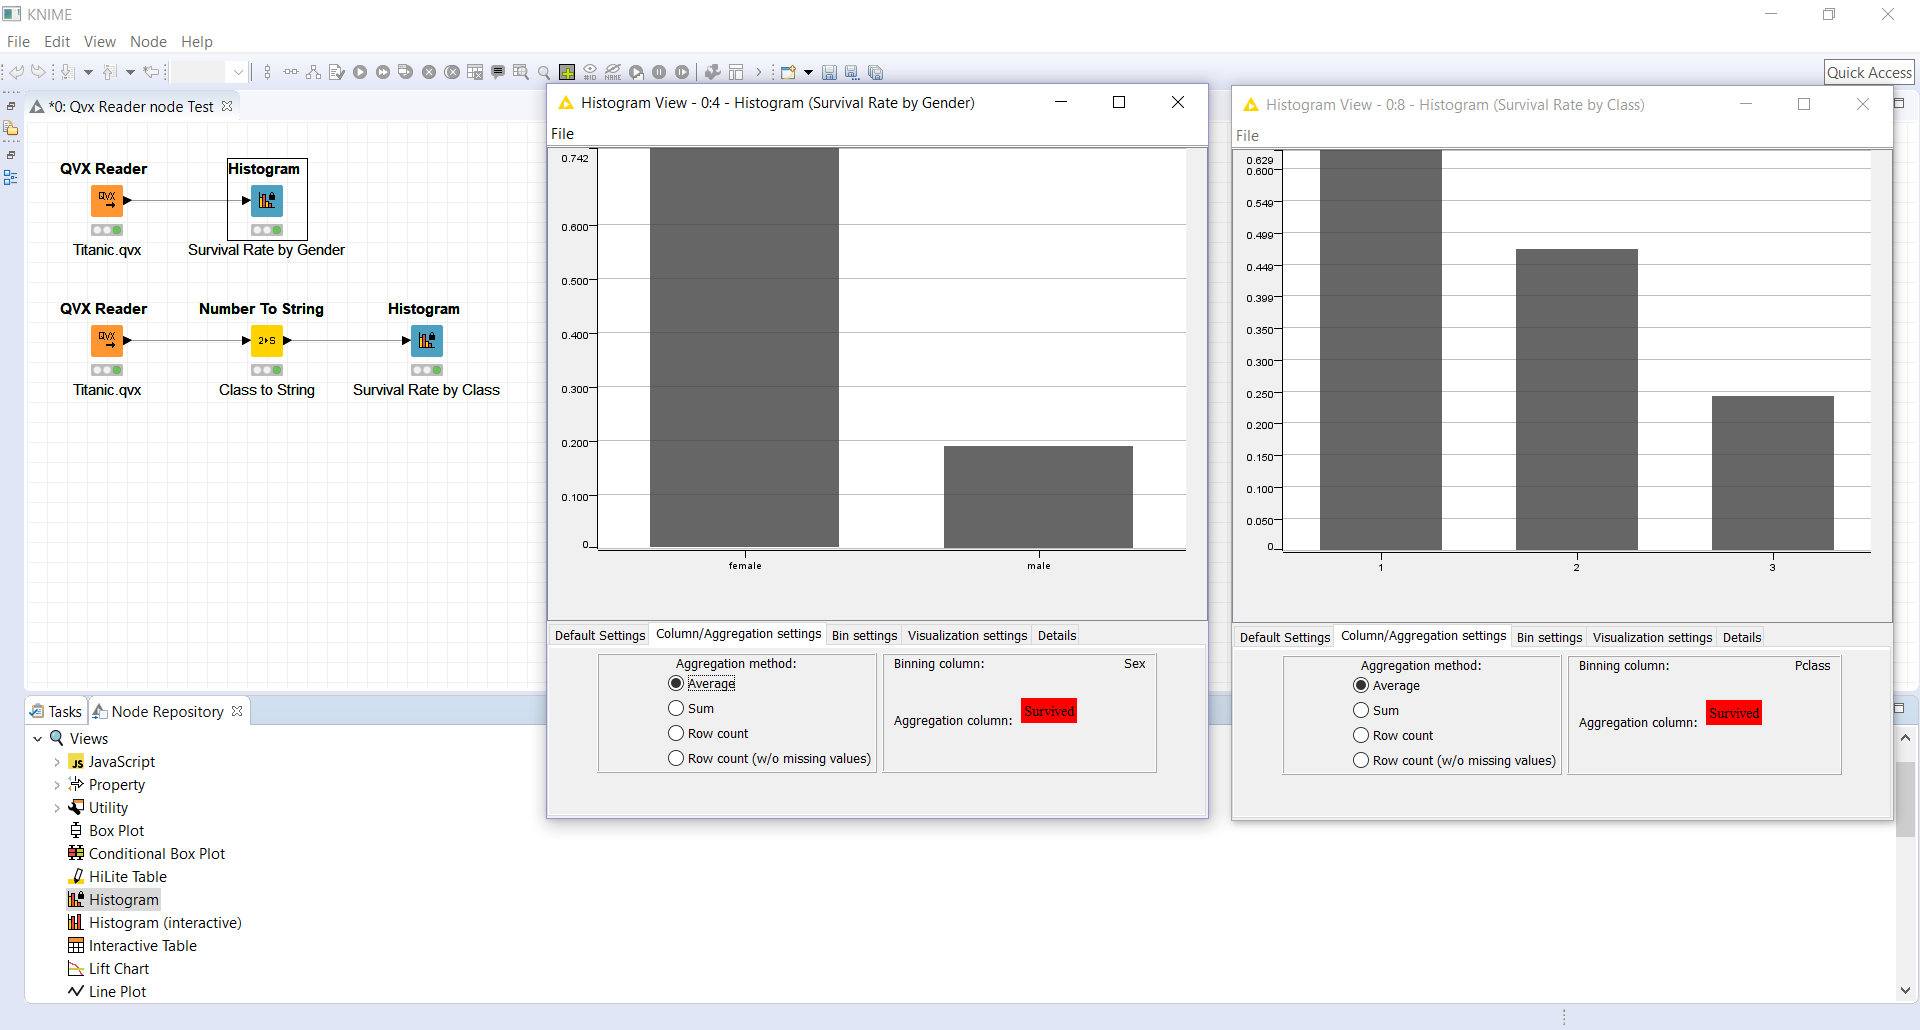 KNIME
File Edit View Node Help
Quick Access
*0: Qvx Reader node Test
QVX Reader
QVX
Titanic.qvx
Histogram
Survival Rate by Gender
QVX Reader
QVX
Titanic.qvx
Number To String
Class to String
Histogram
Survival Rate by Class
Histogram View - 0:4 - Histogram (Survival Rate by Gender)
File
0.742
0.600
0.500
0.400
0.300
0.200
0.100
0
female
male
Default Settings Column/Aggregation settings Bin settings Visualization settings Details
Aggregation method:
Average
Sum
Row count
Row count (w/o missing values)
Binning column: Sex
Aggregation column: Survived
Histogram View - 0:8 - Histogram (Survival Rate by Class)
File
0.629
0.600
0.549
0.499
0.449
0.399
0.350
0.300
0.250
0.200
0.150
0.100
0.050
0
1
2
3
Default Settings Column/Aggregation settings Bin settings Visualization settings Details
Aggregation method:
Average
Sum
Row count
Row count (w/o missing values)
Binning column: Pclass
Aggregation column: Survived
Tasks Node Repository
Views
JS JavaScript
Property
Utility
Box Plot
Conditional Box Plot
HiLite Table
Histogram
Histogram (interactive)
Interactive Table
Lift Chart
Line Plot